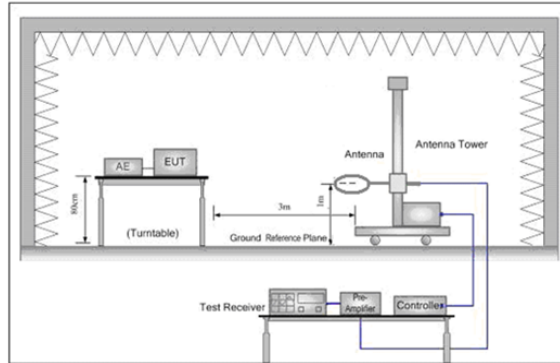 AE
EUT
Antenna
Antenna Tower
80cm
(Turntable)
3m
1m
Ground Reference Plane
Test Receiver
Pre-
Amplifier
Controller